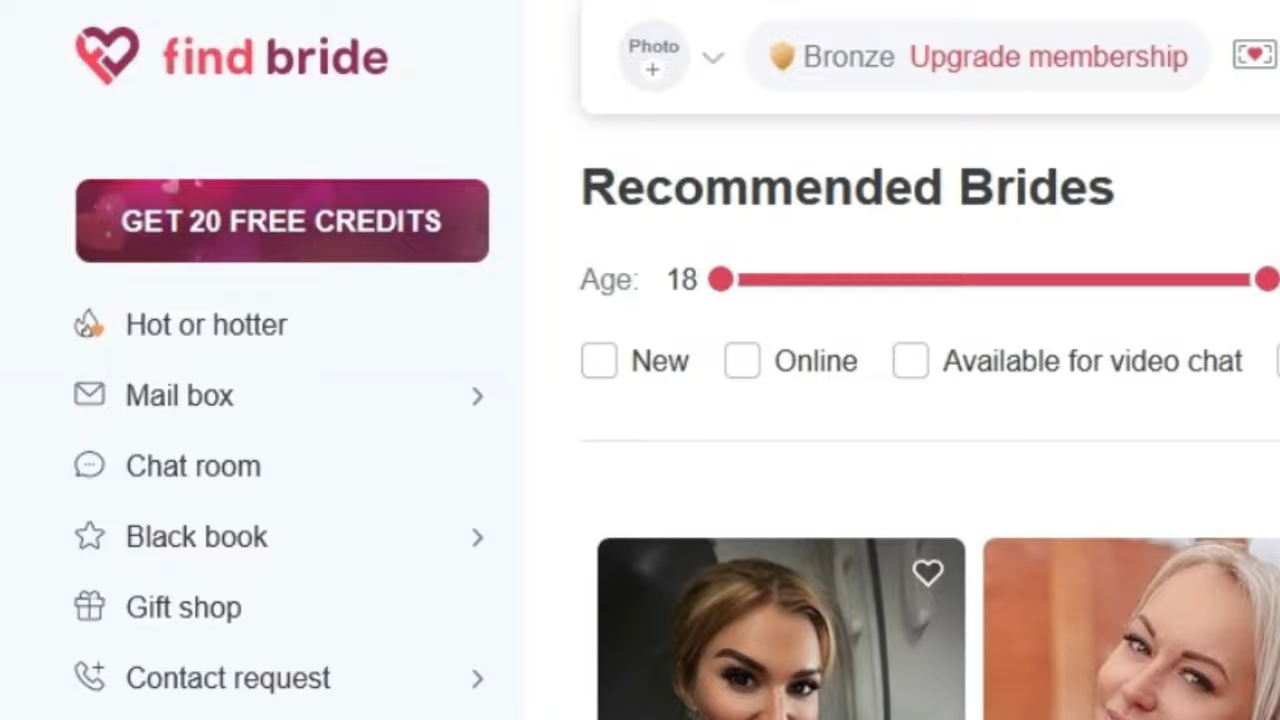 find bride
GET 20 FREE CREDITS
Hot or hotter
Mail box
Chat room
Black book
Gift shop
Contact request
Photo
+
Bronze Upgrade membership
Recommended Brides
Age: 18
New Online Available for video chat